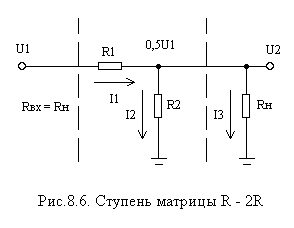 U1
R1
0,5U1
U2
Rвх = Rн
I1
I2
R2
I3
Rн
Рис.8.6. Ступень матрицы R - 2R